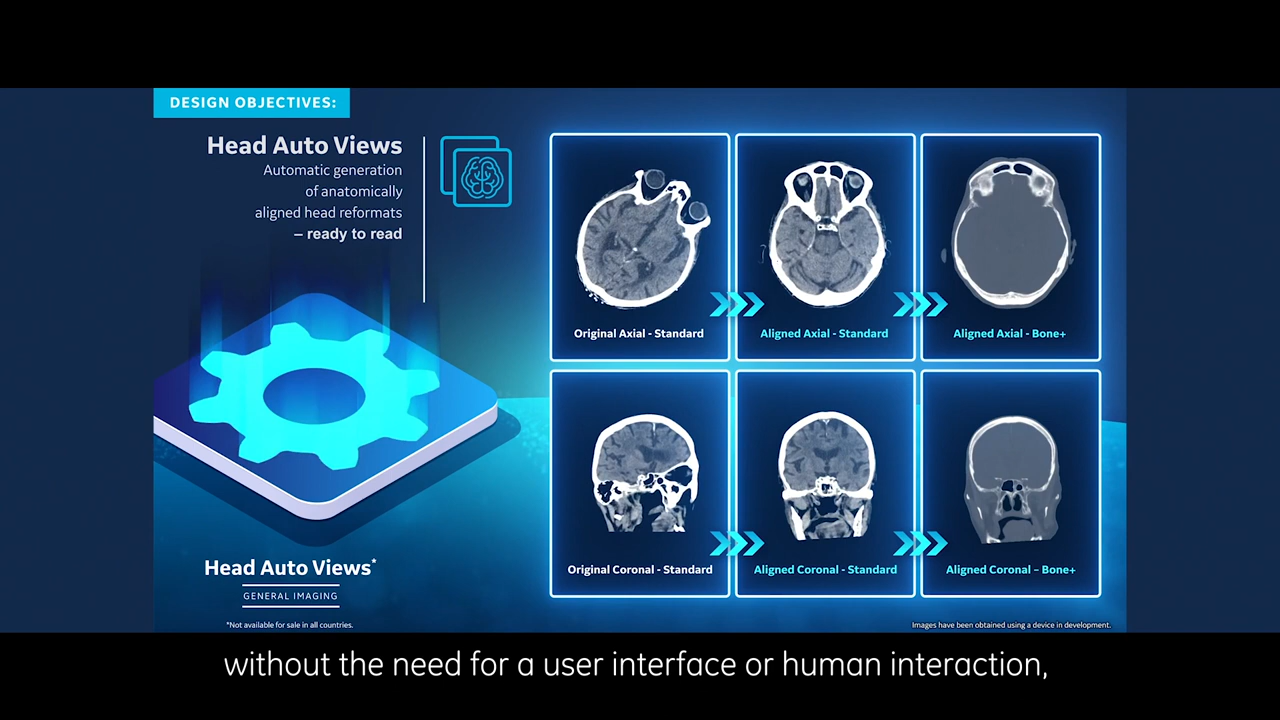 DESIGN OBJECTIVES:
Head Auto Views
Automatic generation
of anatomically
aligned head reformats
– ready to read
Original Axial - Standard
Aligned Axial - Standard
Aligned Axial - Bone+
Original Coronal - Standard
Aligned Coronal - Standard
Aligned Coronal – Bone+
Head Auto Views*
GENERAL IMAGING
*Not available for sale in all countries.
Images have been obtained using a device in development.
without the need for a user interface or human interaction,